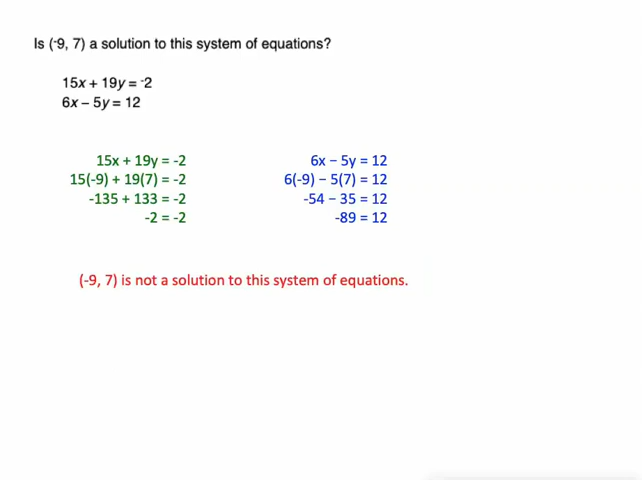 Is (⁻9, 7) a solution to this system of equations?
15x + 19y = ⁻2
6x – 5y = 12
15x + 19y = -2
15(-9) + 19(7) = -2
-135 + 133 = -2
-2 = -2
6x − 5y = 12
6(-9) − 5(7) = 12
-54 − 35 = 12
-89 = 12
(-9, 7) is not a solution to this system of equations.